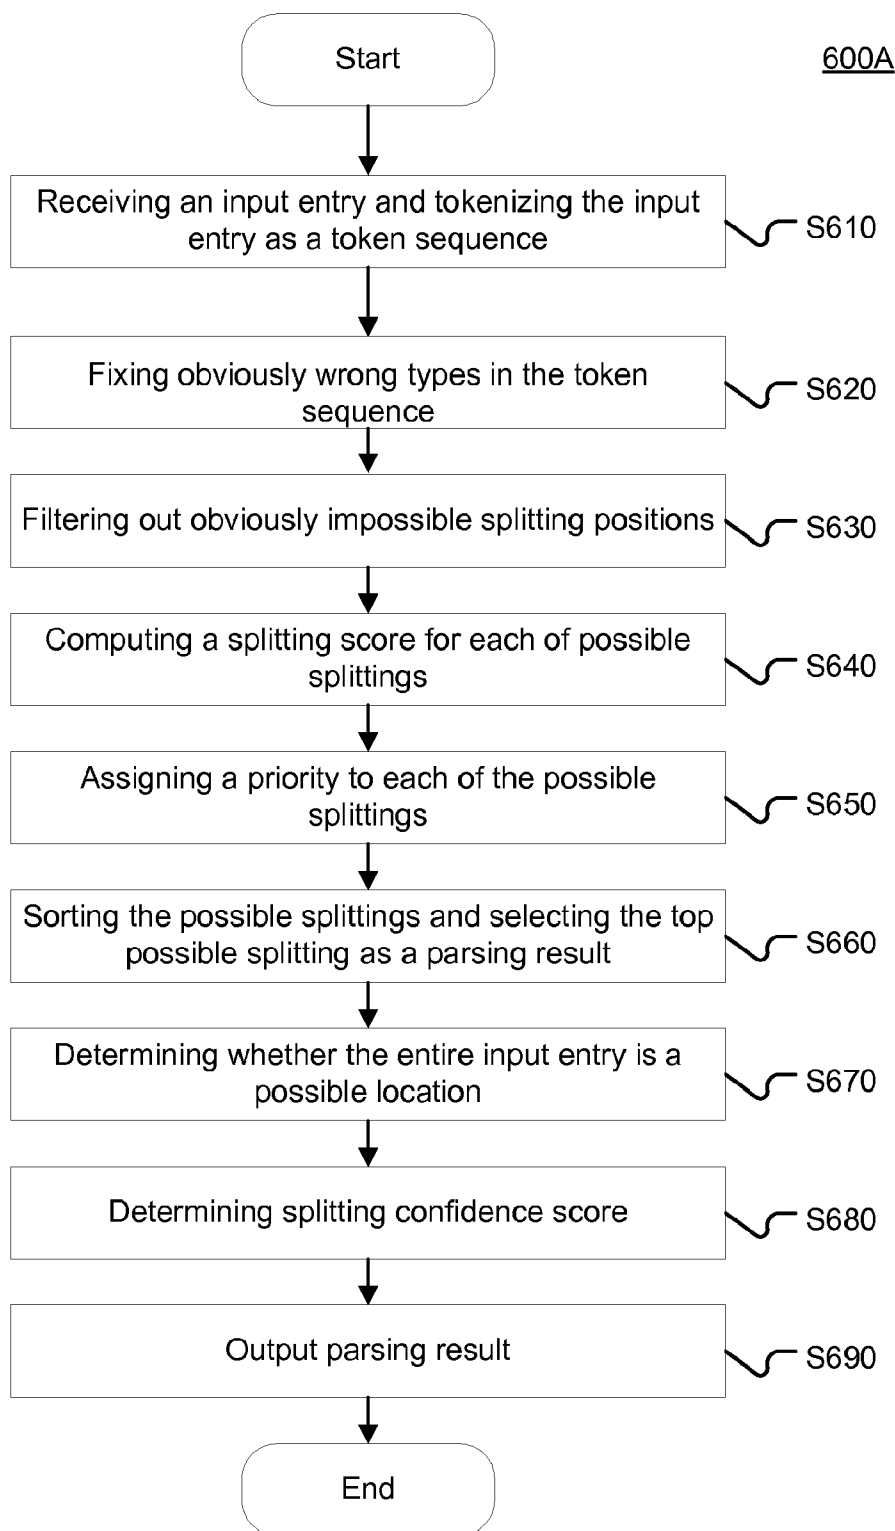 Start
600A
Receiving an input entry and tokenizing the input
entry as a token sequence
S610
Fixing obviously wrong types in the token
sequence
S620
Filtering out obviously impossible splitting positions
S630
Computing a splitting score for each of possible
splittings
S640
Assigning a priority to each of the possible
splittings
S650
Sorting the possible splittings and selecting the top
possible splitting as a parsing result
S660
Determining whether the entire input entry is a
possible location
S670
Determining splitting confidence score
S680
Output parsing result
S690
End